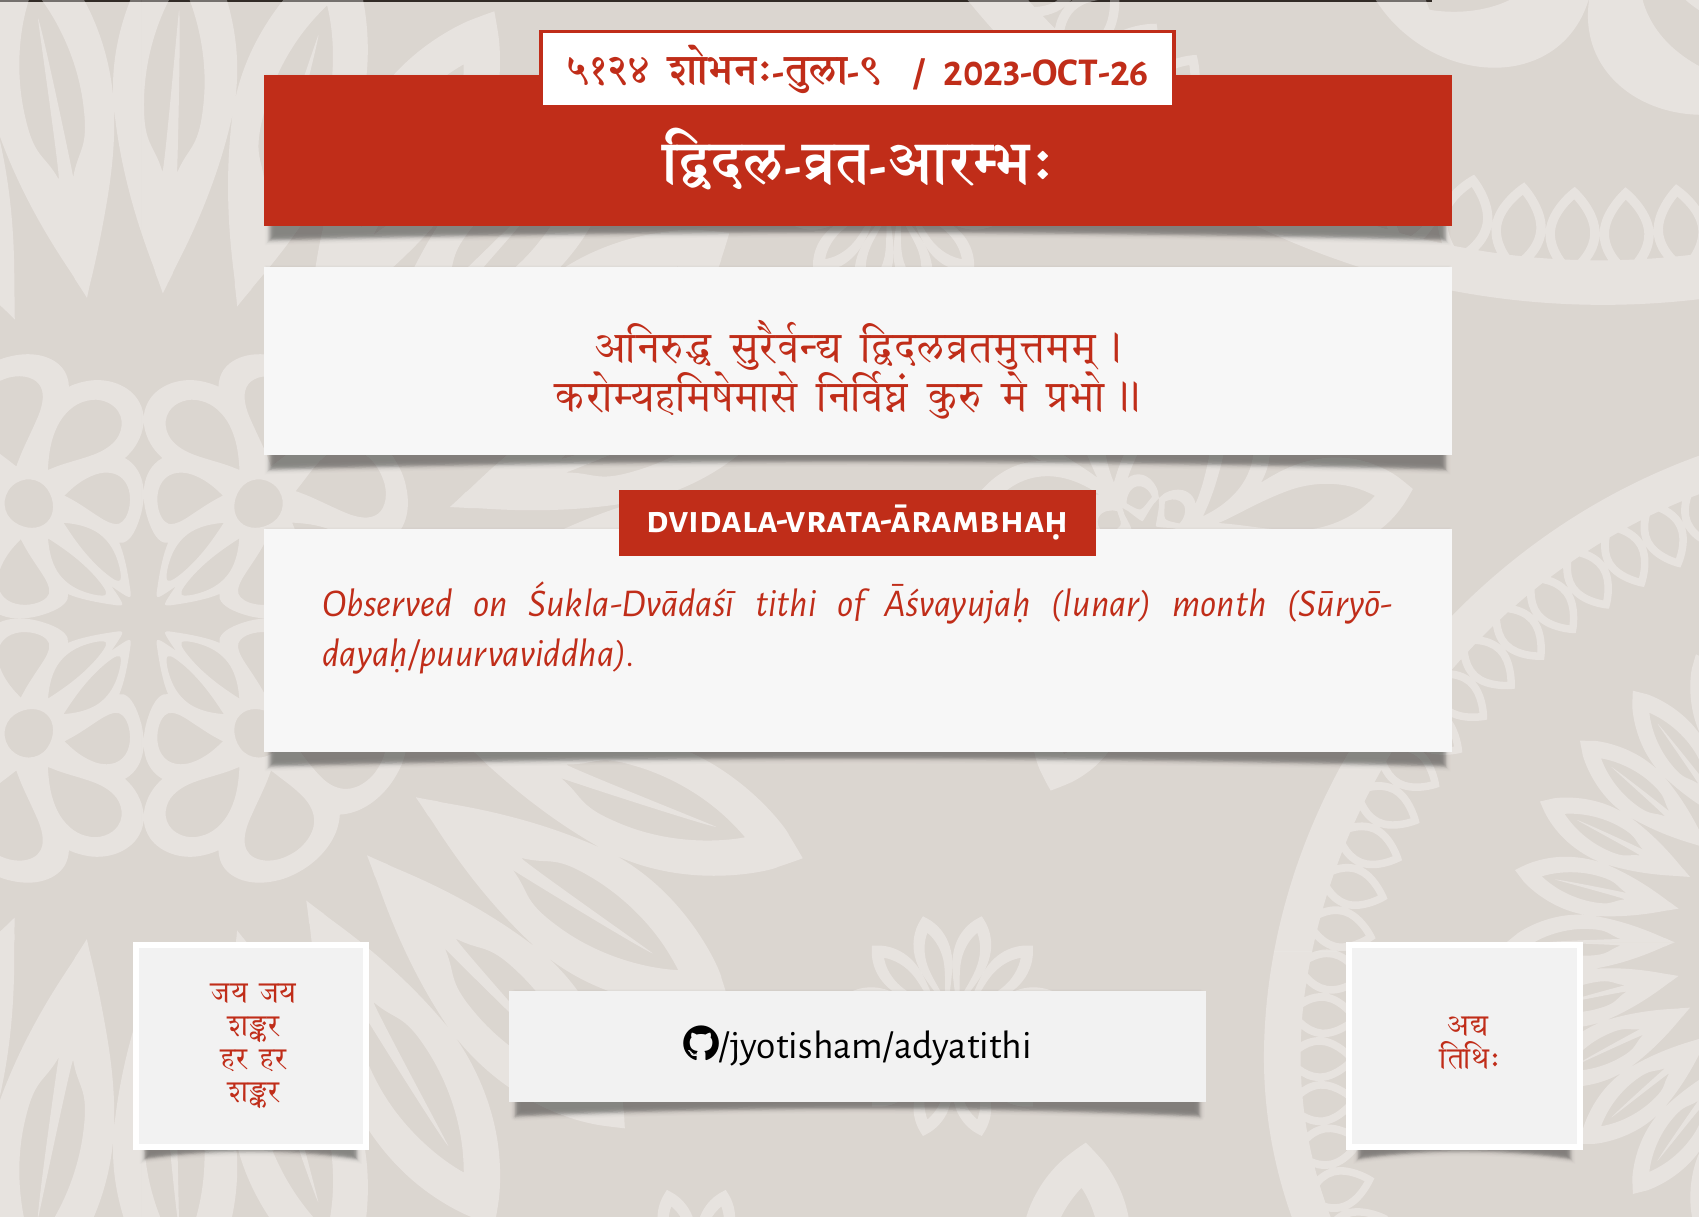 ५१२४ शोभनः-तुला-९ / 2023-OCT-26
द्विदल-व्रत-आरम्भः
अनिरुद्ध सुरैर्वन्द्य द्विदलव्रतमुत्तमम् ।
करोम्यहमिषेमासे निर्विघ्नं कुरु मे प्रभो ॥
DVIDALA-VRATA-ĀRAMBHAḤ
Observed on Śukla-Dvādaśī tithi of Āśvayujaḥ (lunar) month (Sūryō-
dayaḥ/puurvaviddha).
जय जय
शङ्कर
हर हर
शङ्कर
/jyotisham/adyatithi
अद्य
तिथिः